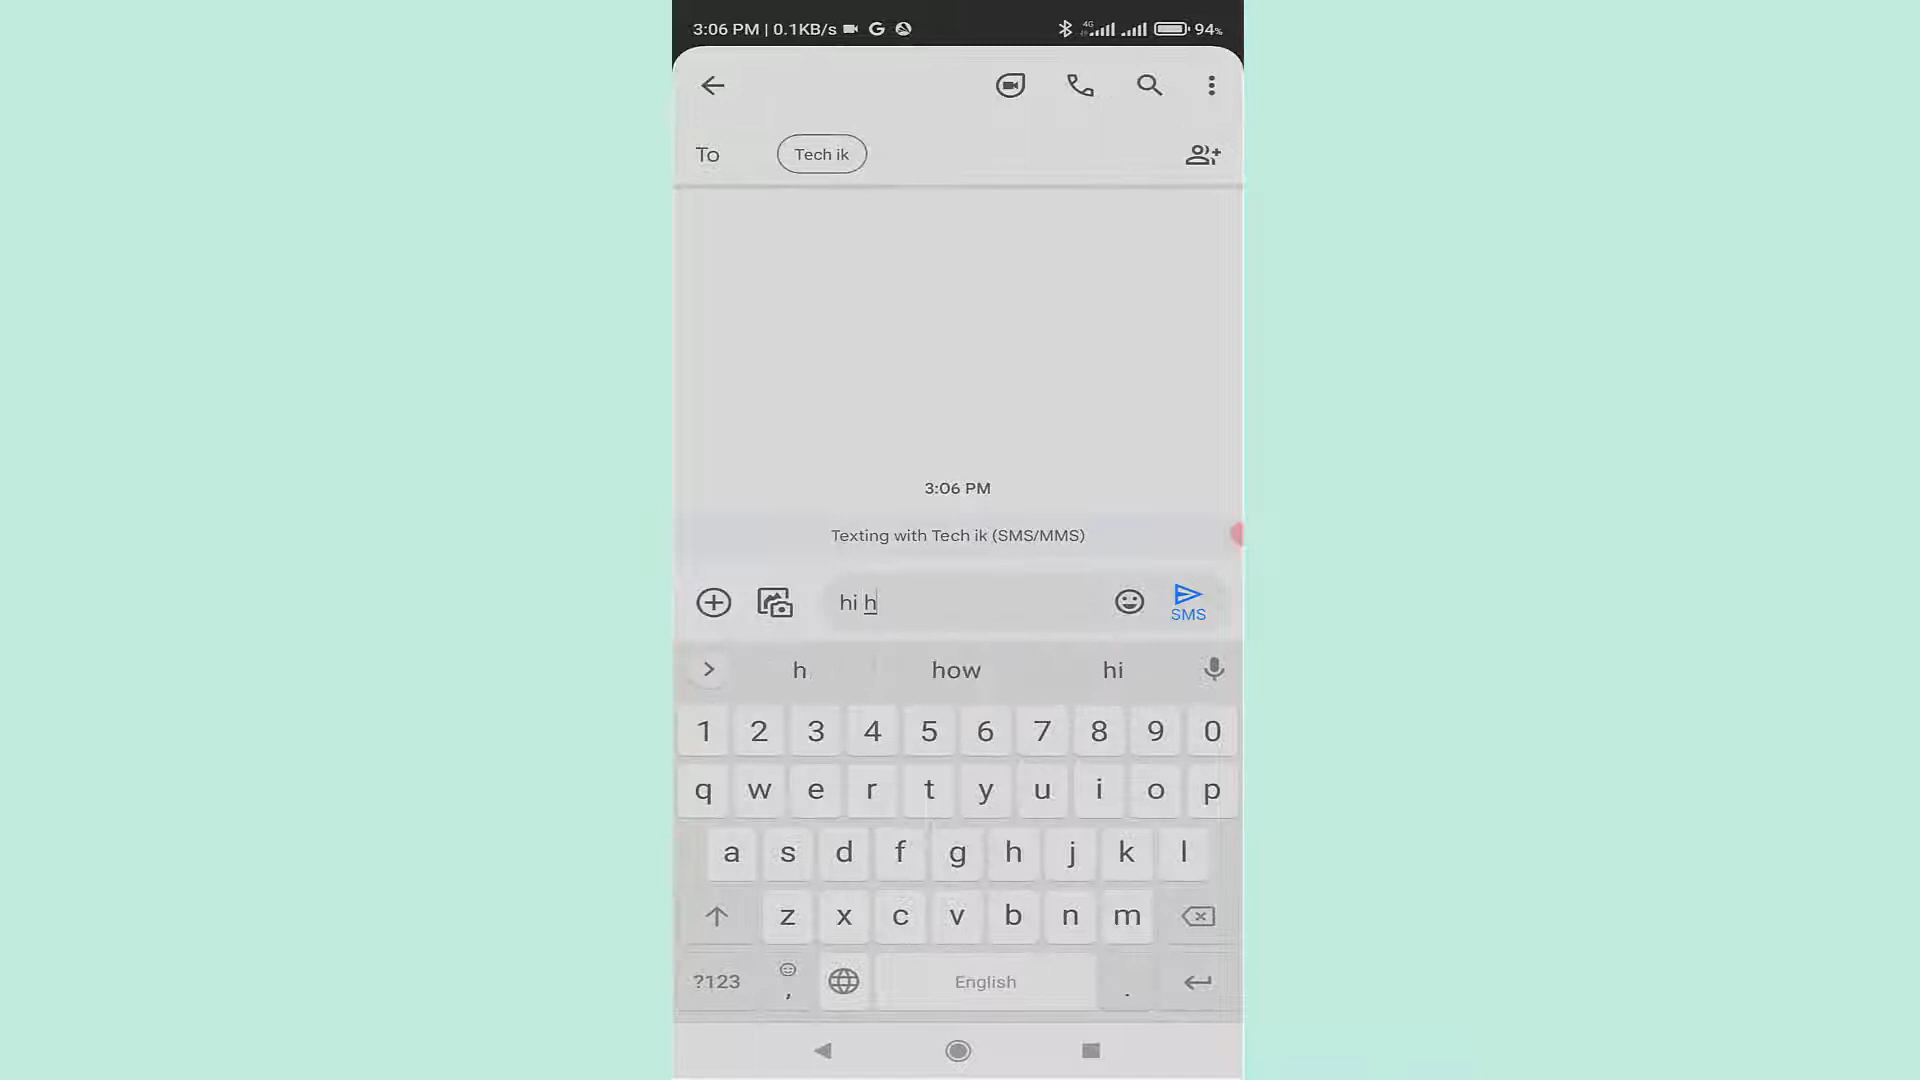 3:06 PM | 0.1KB/s G 4G 94%
To Tech ik
3:06 PM
Texting with Tech ik (SMS/MMS)
hi h
SMS
h how hi
1 2 3 4 5 6 7 8 9 0
q w e r t y u i o p
a s d f g h j k l
z x c v b n m
?123 , English .